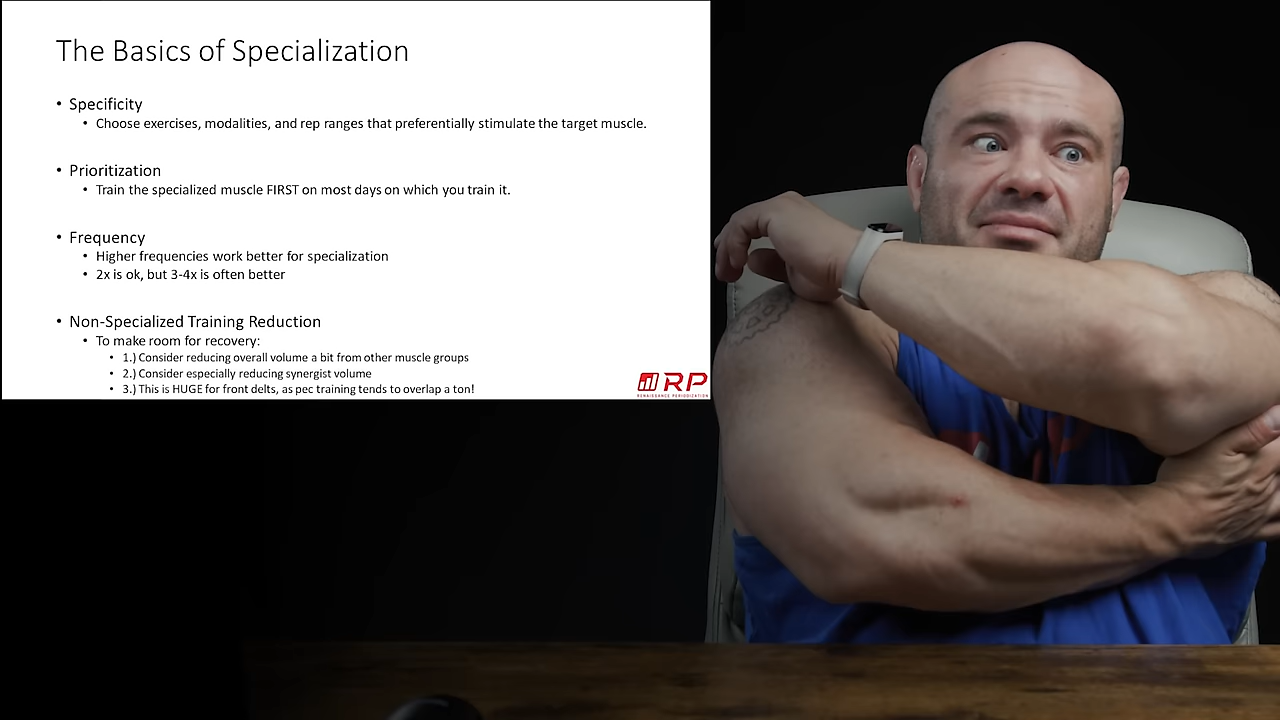 The Basics of Specialization
• Specificity
• Choose exercises, modalities, and rep ranges that preferentially stimulate the target muscle.
• Prioritization
• Train the specialized muscle FIRST on most days on which you train it.
• Frequency
• Higher frequencies work better for specialization
• 2x is ok, but 3-4x is often better
• Non-Specialized Training Reduction
• To make room for recovery:
• 1.) Consider reducing overall volume a bit from other muscle groups
• 2.) Consider especially reducing synergist volume
• 3.) This is HUGE for front delts, as pec training tends to overlap a ton!
RP
RENAISSANCE PERIODIZATION